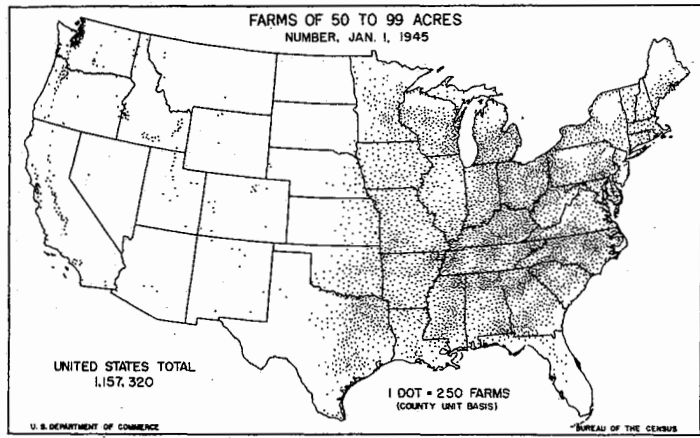 FARMS OF 50 TO 99 ACRES
NUMBER, JAN. 1, 1945
UNITED STATES TOTAL
1,157,320
1 DOT = 250 FARMS
(COUNTY UNIT BASIS)
U. S. DEPARTMENT OF COMMERCE
BUREAU OF THE CENSUS